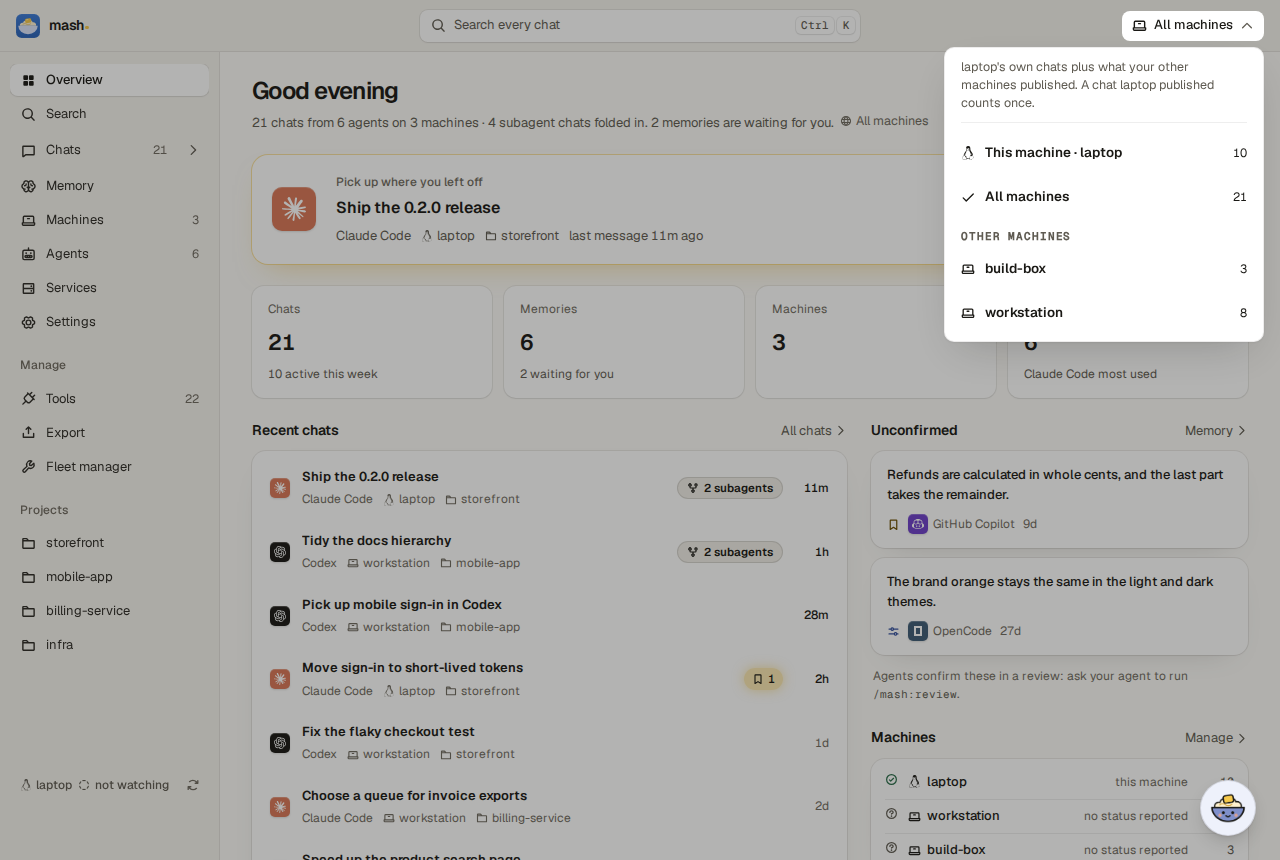 mash.
Search every chat
Ctrl K
All machines
Overview
Search
Chats 21
Memory
Machines 3
Agents 6
Services
Settings
Manage
Tools 22
Export
Fleet manager
Projects
storefront
mobile-app
billing-service
infra
laptop not watching
Good evening
21 chats from 6 agents on 3 machines · 4 subagent chats folded in. 2 memories are waiting for you. All machines
Pick up where you left off
Ship the 0.2.0 release
Claude Code laptop storefront last message 11m ago
Chats
21
10 active this week
Memories
6
2 waiting for you
Machines
3
6
Claude Code most used
laptop's own chats plus what your other
machines published. A chat laptop published
counts once.
This machine · laptop 10
All machines 21
OTHER MACHINES
build-box 3
workstation 8
Recent chats All chats
Ship the 0.2.0 release
Claude Code laptop storefront
2 subagents 11m
Tidy the docs hierarchy
Codex workstation mobile-app
2 subagents 1h
Pick up mobile sign-in in Codex
Codex workstation mobile-app
28m
Move sign-in to short-lived tokens
Claude Code laptop storefront
1 2h
Fix the flaky checkout test
Codex workstation storefront
1d
Choose a queue for invoice exports
Claude Code workstation billing-service
2d
Speed up the product search page
Unconfirmed Memory
Refunds are calculated in whole cents, and the last part
takes the remainder.
GitHub Copilot 9d
The brand orange stays the same in the light and dark
themes.
OpenCode 27d
Agents confirm these in a review: ask your agent to run
/mash:review.
Machines Manage
laptop this machine
workstation no status reported
build-box no status reported 3